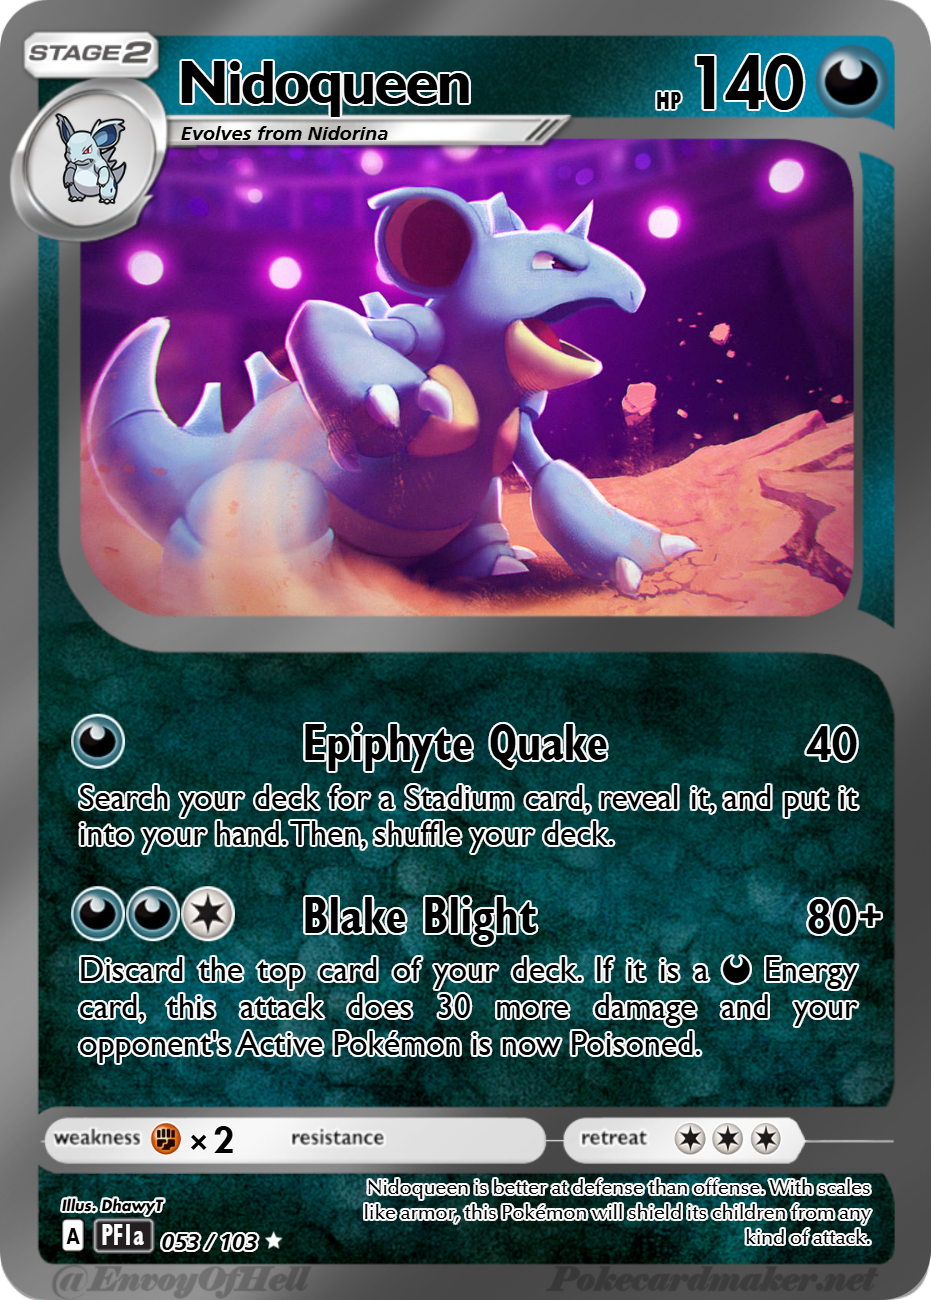 STAGE2
Nidoqueen
HP 140
Evolves from Nidorina
Epiphyte Quake 40
Search your deck for a Stadium card, reveal it, and put it
into your hand. Then, shuffle your deck.
Blake Blight 80+
Discard the top card of your deck. If it is a Energy
card, this attack does 30 more damage and your
opponent's Active Pokémon is now Poisoned.
weakness ×2 resistance retreat
Illus. DhawyT
A PFla 053 / 103
Nidoqueen is better at defense than offense. With scales
like armor, this Pokémon will shield its children from any
kind of attack.
@EnvoyOfHell Pokecardmaker.net